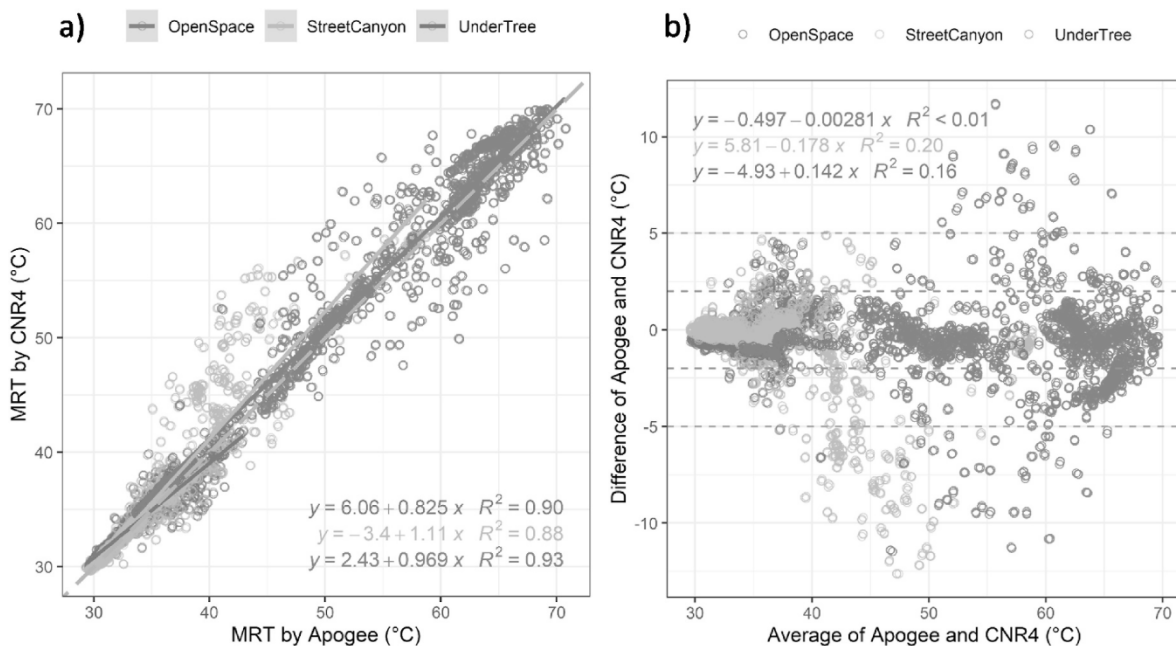 a) OpenSpace StreetCanyon UnderTree
MRT by CNR4 (°C)
70
60
50
40
30
y = 6.06 + 0.825 x R² = 0.90
y = −3.4 + 1.11 x R² = 0.88
y = 2.43 + 0.969 x R² = 0.93
30 40 50 60 70
MRT by Apogee (°C)
b) OpenSpace StreetCanyon UnderTree
Difference of Apogee and CNR4 (°C)
y = −0.497 − 0.00281 x R² < 0.01
y = 5.81 − 0.178 x R² = 0.20
y = −4.93 + 0.142 x R² = 0.16
10
5
0
-5
-10
30 40 50 60 70
Average of Apogee and CNR4 (°C)